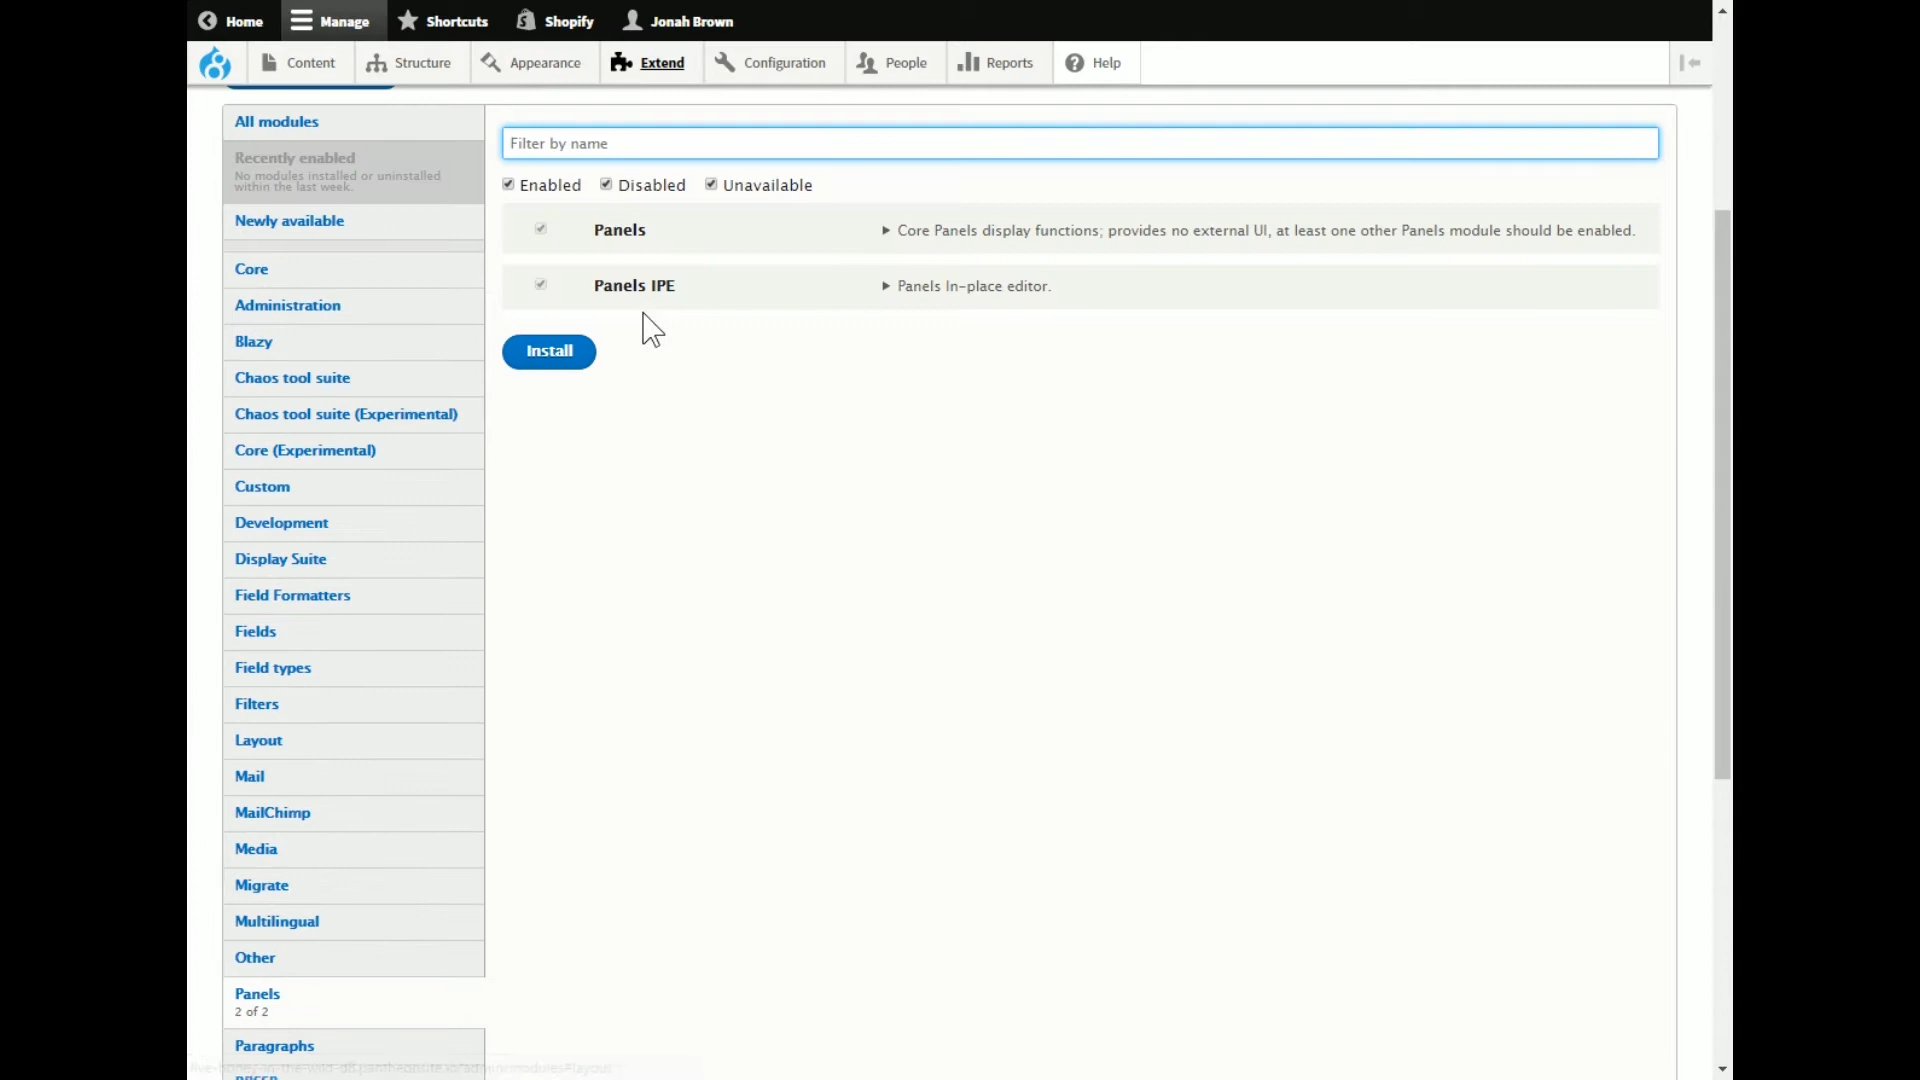 Home
Manage
Shortcuts
Shopify
Jonah Brown
Content
Structure
Appearance
Extend
Configuration
People
Reports
Help
All modules
Recently enabled
No modules installed or uninstalled
within the last week.
Newly available
Core
Administration
Blazy
Chaos tool suite
Chaos tool suite (Experimental)
Core (Experimental)
Custom
Development
Display Suite
Field Formatters
Fields
Field types
Filters
Layout
Mail
MailChimp
Media
Migrate
Multilingual
Other
Panels
2 of 2
Paragraphs
Filter by name
Enabled
Disabled
Unavailable
Panels
Core Panels display functions; provides no external UI, at least one other Panels module should be enabled.
Panels IPE
Panels In-place editor.
Install